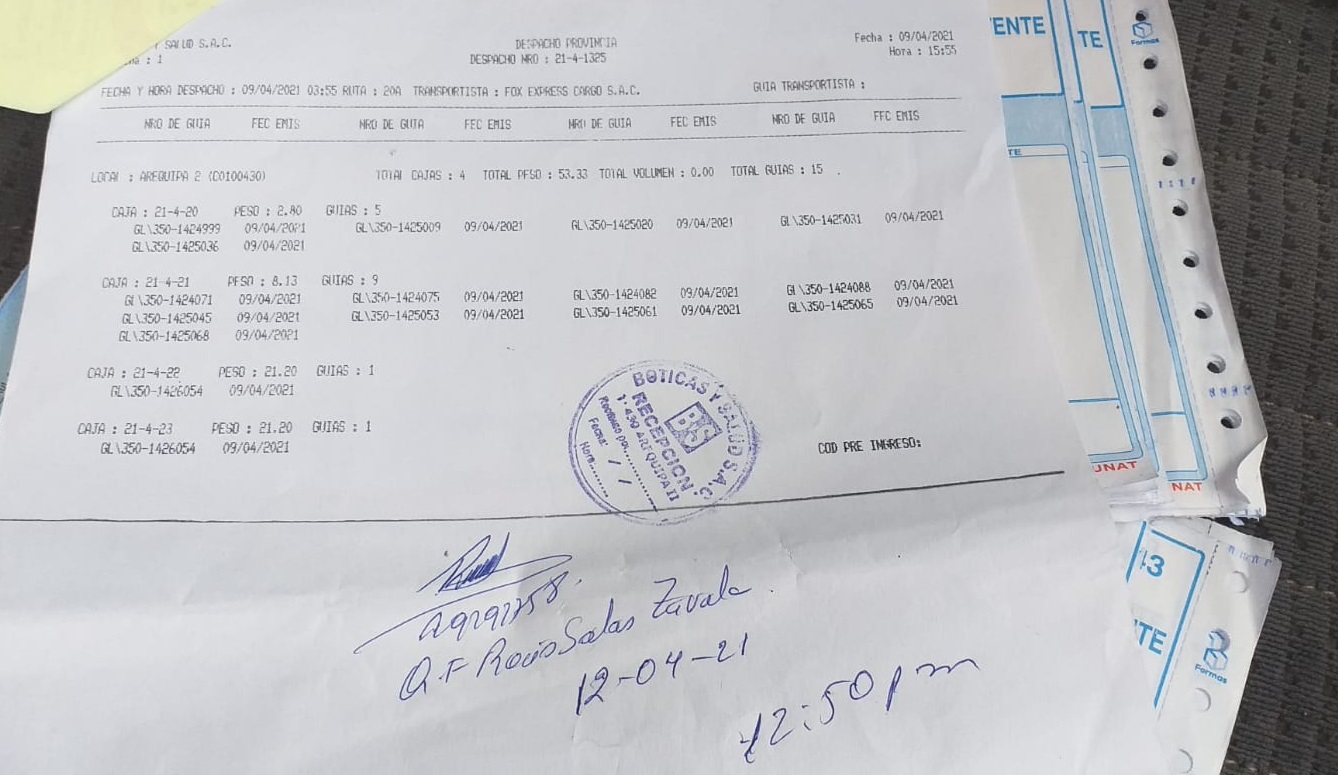 Y SALUD S.A.C.
: 1
DESPACHO PROVINCIA
DESPACHO NRO : 21-4-1325
Fecha : 09/04/2021
Hora : 15:55
FECHA Y HORA DESPACHO : 09/04/2021 03:55 RUTA : 20A TRANSPORTISTA : FOX EXPRESS CARGO S.A.C. GUIA TRANSPORTISTA :
NRO DE GUIA FEC EMIS NRO DE GUIA FEC EMIS NRO DE GUIA FEC EMIS NRO DE GUIA FEC EMIS
LOCAL : AREQUIPA 2 (C0100430) TOTAL CAJAS : 4 TOTAL PESO : 53.33 TOTAL VOLUMEN : 0.00 TOTAL GUIAS : 15
CAJA : 21-4-20 PESO : 2.80 GUIAS : 5
GL\350-1424999 09/04/2021 GL\350-1425009 09/04/2021 GL\350-1425020 09/04/2021 GL\350-1425031 09/04/2021
GL\350-1425036 09/04/2021
CAJA : 21-4-21 PESO : 8.13 GUIAS : 9
GL\350-1424071 09/04/2021 GL\350-1424075 09/04/2021 GL\350-1424082 09/04/2021 GL\350-1424088 09/04/2021
GL\350-1425045 09/04/2021 GL\350-1425053 09/04/2021 GL\350-1425061 09/04/2021 GL\350-1425065 09/04/2021
GL\350-1425068 09/04/2021
CAJA : 21-4-22 PESO : 21.20 GUIAS : 1
GL\350-1426054 09/04/2021
CAJA : 21-4-23 PESO : 21.20 GUIAS : 1
GL\350-1426054 09/04/2021
COD PRE INGRESO:
BOTICAS Y SALUD S.A.C.
BS
RECEPCION
AREQUIPA II
Recibido por
Fecha: / /
Hora
Q.F Rocio Salas Zavala
12-04-21
12:50 pm
ENTE
TE
Formas
TE
UNAT
NAT
13
TE
Formas